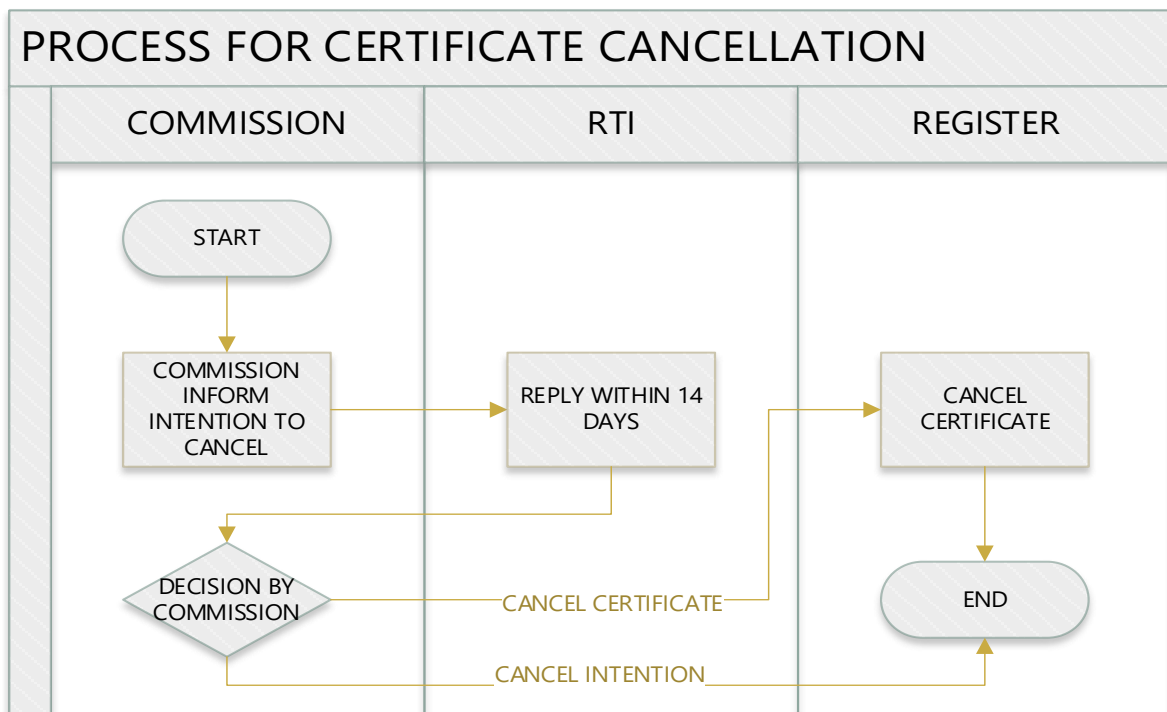 PROCESS FOR CERTIFICATE CANCELLATION
COMMISSION
RTI
REGISTER
START
COMMISSION
INFORM
INTENTION TO
CANCEL
REPLY WITHIN 14
DAYS
CANCEL
CERTIFICATE
DECISION BY
COMMISSION
CANCEL CERTIFICATE
END
CANCEL INTENTION